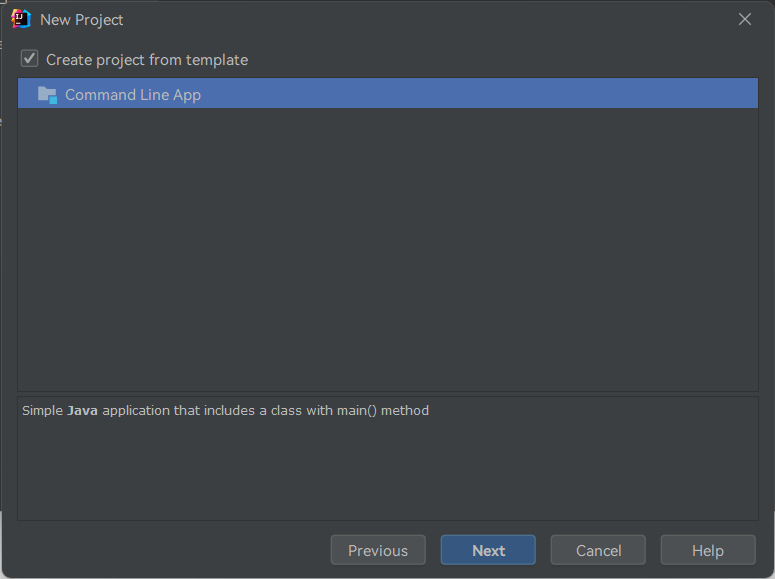 New Project
Create project from template
Command Line App
Simple Java application that includes a class with main() method
Previous Next Cancel Help